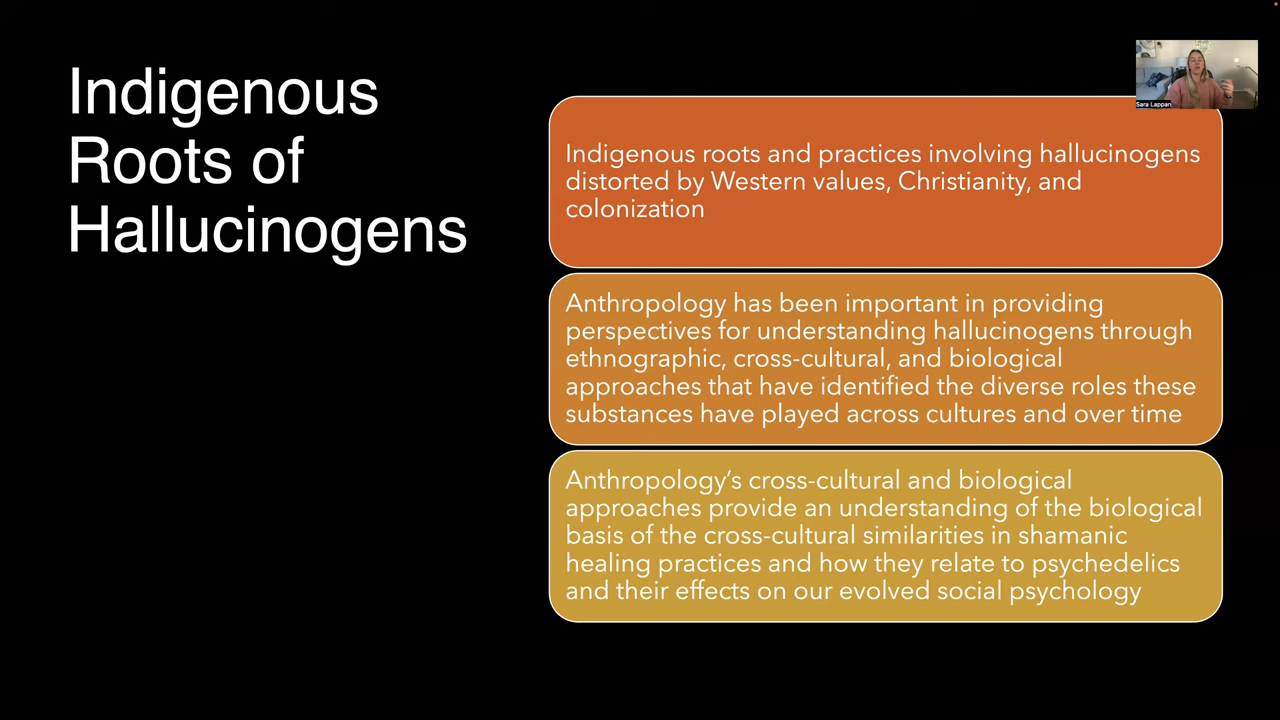 Indigenous
Roots of
Hallucinogens
Sara Lappan
Indigenous roots and practices involving hallucinogens
distorted by Western values, Christianity, and
colonization
Anthropology has been important in providing
perspectives for understanding hallucinogens through
ethnographic, cross-cultural, and biological
approaches that have identified the diverse roles these
substances have played across cultures and over time
Anthropology’s cross-cultural and biological
approaches provide an understanding of the biological
basis of the cross-cultural similarities in shamanic
healing practices and how they relate to psychedelics
and their effects on our evolved social psychology